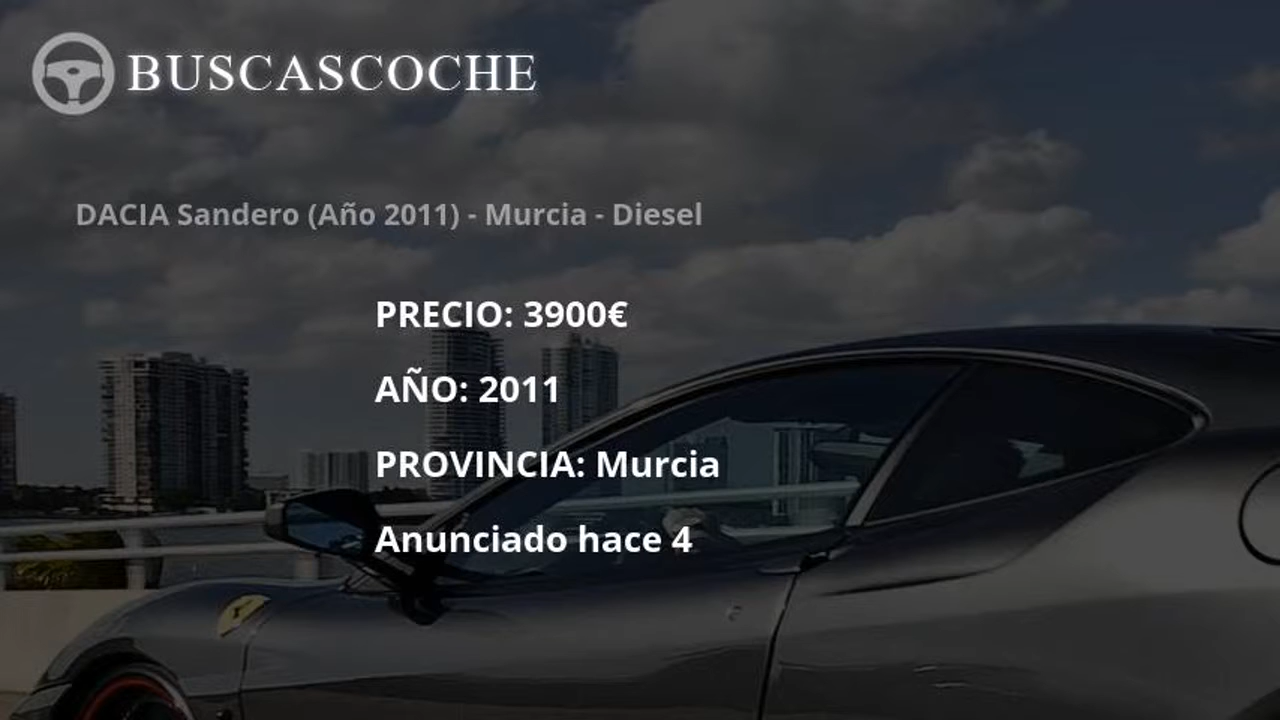 BUSCASCOCHE
DACIA Sandero (Año 2011) - Murcia - Diesel
PRECIO: 3900€
AÑO: 2011
PROVINCIA: Murcia
Anunciado hace 4